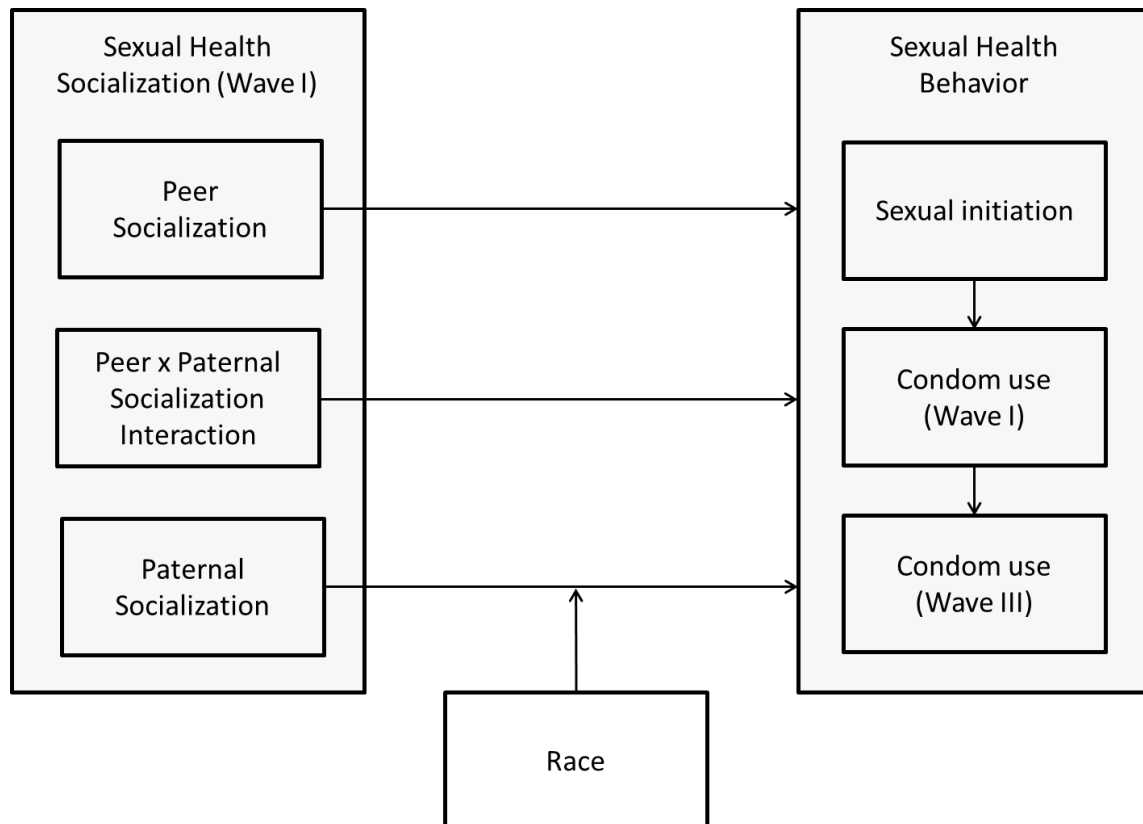 Sexual Health
Socialization (Wave I)
Peer
Socialization
Peer x Paternal
Socialization
Interaction
Paternal
Socialization
Race
Sexual Health
Behavior
Sexual initiation
Condom use
(Wave I)
Condom use
(Wave III)